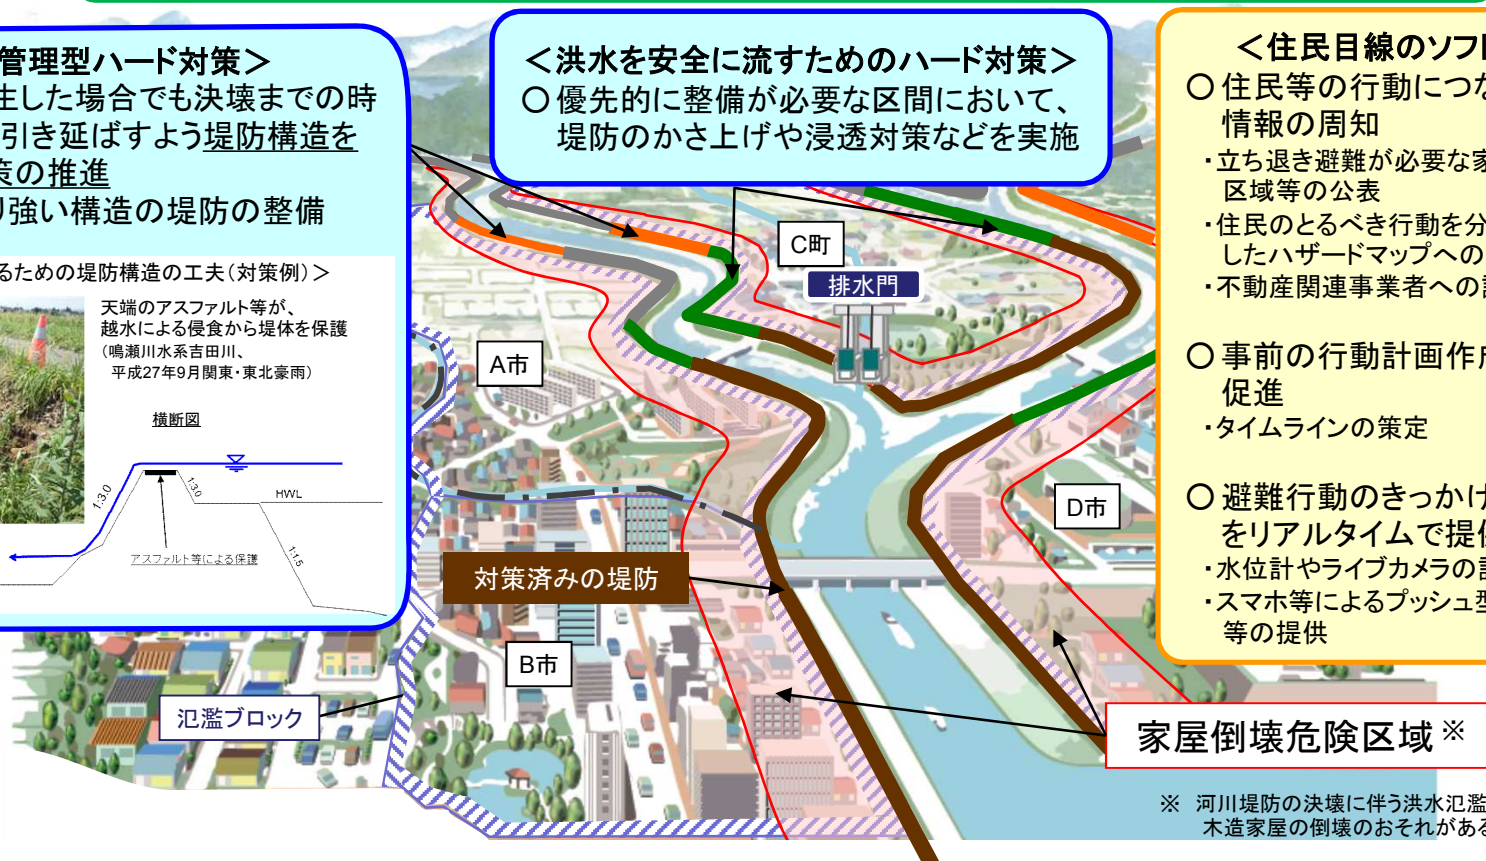 管理型ハード対策＞
生した場合でも決壊までの時
引き延ばすよう堤防構造を
策の推進
り強い構造の堤防の整備
るための堤防構造の工夫（対策例）＞
天端のアスファルト等が、
越水による侵食から堤体を保護
（鳴瀬川水系吉田川、
平成27年9月関東・東北豪雨）
横断図
1:3.0
1:3.0
HWL
1:1.5
アスファルト等による保護
＜洪水を安全に流すためのハード対策＞
○優先的に整備が必要な区間において、
堤防のかさ上げや浸透対策などを実施
＜住民目線のソフ
○住民等の行動につな
情報の周知
・立ち退き避難が必要な家
区域等の公表
・住民のとるべき行動を分
したハザードマップへの
・不動産関連事業者への
○事前の行動計画作成
促進
・タイムラインの策定
○避難行動のきっかけ
をリアルタイムで提供
・水位計やライブカメラの設
・スマホ等によるプッシュ型
等の提供
C町
排水門
A市
D市
対策済みの堤防
B市
氾濫ブロック
家屋倒壊危険区域※
※ 河川堤防の決壊に伴う洪水氾濫
木造家屋の倒壊のおそれがある